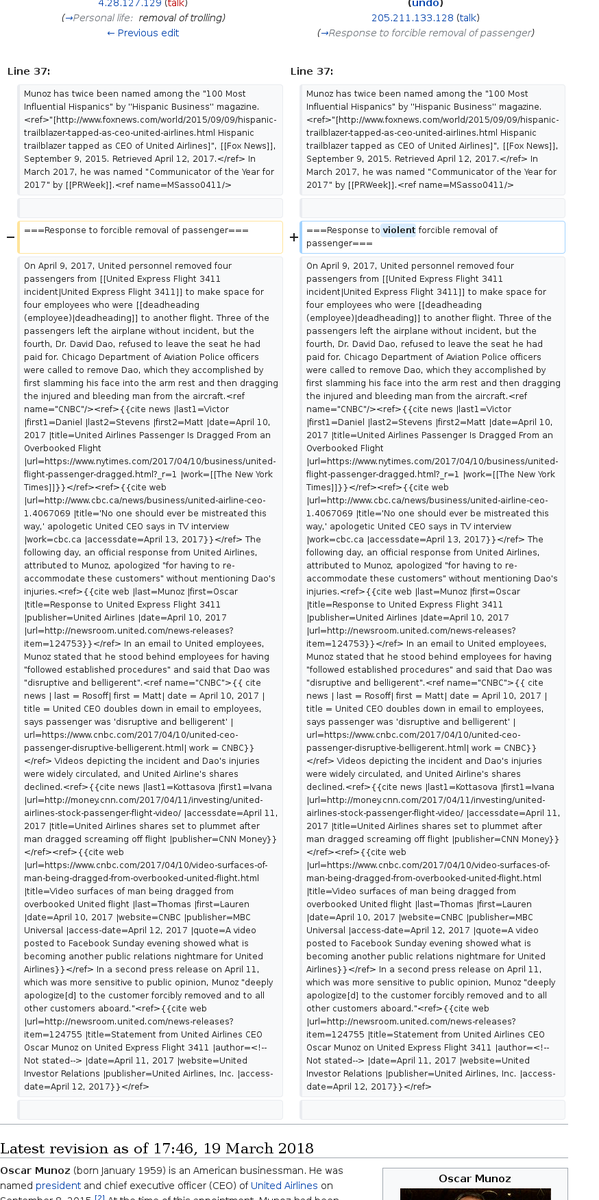 4.28.127.129 (talk)
(→Personal life: removal of trolling)
← Previous edit
(undo)
205.211.133.128 (talk)
(→Response to forcible removal of passenger)
Line 37:
Line 37:
Munoz has twice been named among the "100 Most
Influential Hispanics" by ''Hispanic Business'' magazine.
<ref>"[http://www.foxnews.com/world/2015/09/09/hispanic-
trailblazer-tapped-as-ceo-united-airlines.html Hispanic
trailblazer tapped as CEO of United Airlines]", [[Fox News]],
September 9, 2015. Retrieved April 12, 2017.</ref> In
March 2017, he was named "Communicator of the Year for
2017" by [[PRWeek]].<ref name=MSasso0411/>
Munoz has twice been named among the "100 Most
Influential Hispanics" by ''Hispanic Business'' magazine.
<ref>"[http://www.foxnews.com/world/2015/09/09/hispanic-
trailblazer-tapped-as-ceo-united-airlines.html Hispanic
trailblazer tapped as CEO of United Airlines]", [[Fox News]],
September 9, 2015. Retrieved April 12, 2017.</ref> In
March 2017, he was named "Communicator of the Year for
2017" by [[PRWeek]].<ref name=MSasso0411/>
− ===Response to forcible removal of passenger===
+ ===Response to violent forcible removal of
passenger===
On April 9, 2017, United personnel removed four
passengers from [[United Express Flight 3411
incident|United Express Flight 3411]] to make space for
four employees who were [[deadheading
(employee)|deadheading]] to another flight. Three of the
passengers left the airplane without incident, but the
fourth, Dr. David Dao, refused to leave the seat he had
paid for. Chicago Department of Aviation Police officers
were called to remove Dao, which they accomplished by
first slamming his face into the arm rest and then dragging
the injured and bleeding man from the aircraft.<ref
name="CNBC"/><ref>{{cite news |last1=Victor
|first1=Daniel |last2=Stevens |first2=Matt |date=April 10,
2017 |title=United Airlines Passenger Is Dragged From an
Overbooked Flight
|url=https://www.nytimes.com/2017/04/10/business/united-
flight-passenger-dragged.html?_r=1 |work=[[The New York
Times]]}}</ref><ref>{{cite web
|url=http://www.cbc.ca/news/business/united-airline-ceo-
1.4067069 |title='No one should ever be mistreated this
way,' apologetic United CEO says in TV interview
|work=cbc.ca |accessdate=April 13, 2017}}</ref> The
following day, an official response from United Airlines,
attributed to Munoz, apologized "for having to re-
accommodate these customers" without mentioning Dao's
injuries.<ref>{{cite web |last=Munoz |first=Oscar
|title=Response to United Express Flight 3411
|publisher=United Airlines |date=April 10, 2017
|url=http://newsroom.united.com/news-releases?
item=124753}}</ref> In an email to United employees,
Munoz stated that he stood behind employees for having
"followed established procedures" and said that Dao was
"disruptive and belligerent".<ref name="CNBC">{{ cite
news | last = Rosoff| first = Matt| date = April 10, 2017 |
title = United CEO doubles down in email to employees,
says passenger was 'disruptive and belligerent' |
url=https://www.cnbc.com/2017/04/10/united-ceo-
passenger-disruptive-belligerent.html| work = CNBC}}
</ref> Videos depicting the incident and Dao's injuries
were widely circulated, and United Airline's shares
declined.<ref>{{cite news |last1=Kottasova |first1=Ivana
|url=http://money.cnn.com/2017/04/11/investing/united-
airlines-stock-passenger-flight-video/ |accessdate=April 11,
2017 |title=United Airlines shares set to plummet after
man dragged screaming off flight |publisher=CNN Money}}
</ref><ref>{{cite web
|url=https://www.cnbc.com/2017/04/10/video-surfaces-of-
man-being-dragged-from-overbooked-united-flight.html
|title=Video surfaces of man being dragged from
overbooked United flight |last=Thomas |first=Lauren
|date=April 10, 2017 |website=CNBC |publisher=MBC
Universal |access-date=April 12, 2017 |quote=A video
posted to Facebook Sunday evening showed what is
becoming another public relations nightmare for United
Airlines}}</ref> In a second press release on April 11,
which was more sensitive to public opinion, Munoz "deeply
apologize[d] to the customer forcibly removed and to all
other customers aboard."<ref>{{cite web
|url=http://newsroom.united.com/news-releases?
item=124755 |title=Statement from United Airlines CEO
Oscar Munoz on United Express Flight 3411 |author=<!--
Not stated--> |date=April 11, 2017 |website=United
Investor Relations |publisher=United Airlines, Inc. |access-
date=April 12, 2017}}</ref>
On April 9, 2017, United personnel removed four
passengers from [[United Express Flight 3411
incident|United Express Flight 3411]] to make space for
four employees who were [[deadheading
(employee)|deadheading]] to another flight. Three of the
passengers left the airplane without incident, but the
fourth, Dr. David Dao, refused to leave the seat he had
paid for. Chicago Department of Aviation Police officers
were called to remove Dao, which they accomplished by
first slamming his face into the arm rest and then dragging
the injured and bleeding man from the aircraft.<ref
name="CNBC"/><ref>{{cite news |last1=Victor
|first1=Daniel |last2=Stevens |first2=Matt |date=April 10,
2017 |title=United Airlines Passenger Is Dragged From an
Overbooked Flight
|url=https://www.nytimes.com/2017/04/10/business/united-
flight-passenger-dragged.html?_r=1 |work=[[The New York
Times]]}}</ref><ref>{{cite web
|url=http://www.cbc.ca/news/business/united-airline-ceo-
1.4067069 |title='No one should ever be mistreated this
way,' apologetic United CEO says in TV interview
|work=cbc.ca |accessdate=April 13, 2017}}</ref> The
following day, an official response from United Airlines,
attributed to Munoz, apologized "for having to re-
accommodate these customers" without mentioning Dao's
injuries.<ref>{{cite web |last=Munoz |first=Oscar
|title=Response to United Express Flight 3411
|publisher=United Airlines |date=April 10, 2017
|url=http://newsroom.united.com/news-releases?
item=124753}}</ref> In an email to United employees,
Munoz stated that he stood behind employees for having
"followed established procedures" and said that Dao was
"disruptive and belligerent".<ref name="CNBC">{{ cite
news | last = Rosoff| first = Matt| date = April 10, 2017 |
title = United CEO doubles down in email to employees,
says passenger was 'disruptive and belligerent' |
url=https://www.cnbc.com/2017/04/10/united-ceo-
passenger-disruptive-belligerent.html| work = CNBC}}
</ref> Videos depicting the incident and Dao's injuries
were widely circulated, and United Airline's shares
declined.<ref>{{cite news |last1=Kottasova |first1=Ivana
|url=http://money.cnn.com/2017/04/11/investing/united-
airlines-stock-passenger-flight-video/ |accessdate=April 11,
2017 |title=United Airlines shares set to plummet after
man dragged screaming off flight |publisher=CNN Money}}
</ref><ref>{{cite web
|url=https://www.cnbc.com/2017/04/10/video-surfaces-of-
man-being-dragged-from-overbooked-united-flight.html
|title=Video surfaces of man being dragged from
overbooked United flight |last=Thomas |first=Lauren
|date=April 10, 2017 |website=CNBC |publisher=MBC
Universal |access-date=April 12, 2017 |quote=A video
posted to Facebook Sunday evening showed what is
becoming another public relations nightmare for United
Airlines}}</ref> In a second press release on April 11,
which was more sensitive to public opinion, Munoz "deeply
apologize[d] to the customer forcibly removed and to all
other customers aboard."<ref>{{cite web
|url=http://newsroom.united.com/news-releases?
item=124755 |title=Statement from United Airlines CEO
Oscar Munoz on United Express Flight 3411 |author=<!--
Not stated--> |date=April 11, 2017 |website=United
Investor Relations |publisher=United Airlines, Inc. |access-
date=April 12, 2017}}</ref>
Latest revision as of 17:46, 19 March 2018
Oscar Munoz (born January 1959) is an American businessman. He was
named president and chief executive officer (CEO) of United Airlines on
September 8, 2015.[2] At the time of this appointment, Munoz had been
Oscar Munoz